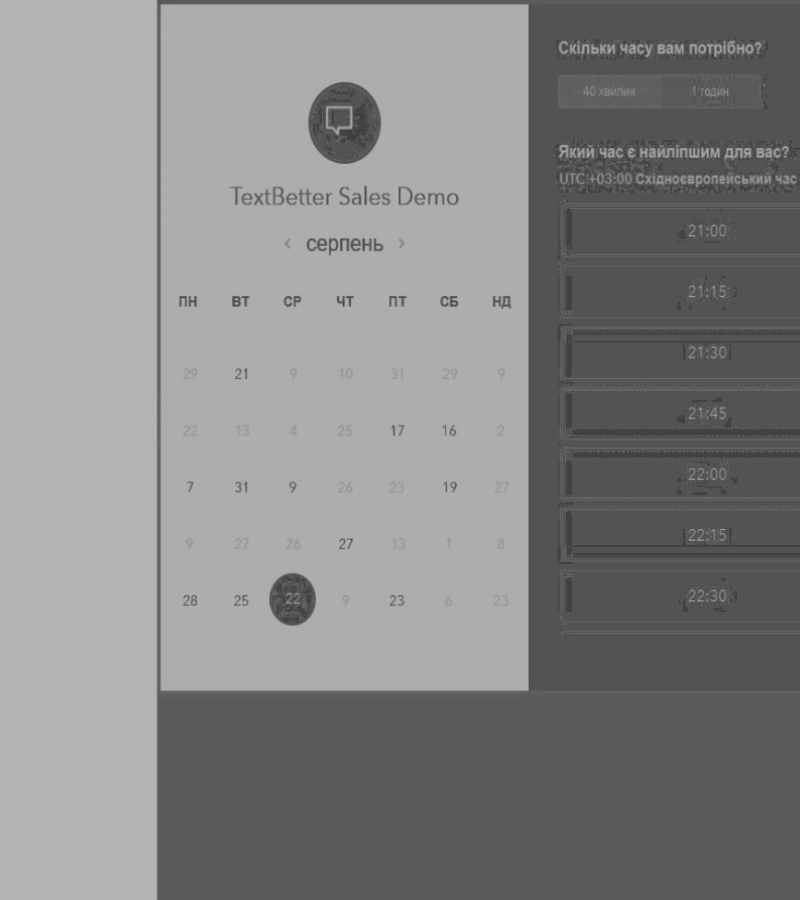 TextBetter Sales Demo
‹ серпень ›
ПН ВТ СР ЧТ ПТ СБ НД
29 21 9 10 31 29 9
22 13 4 25 17 16 2
7 31 9 26 23 19 27
9 27 26 27 13 1 8
28 25 22 9 23 6 23
Скільки часу вам потрібно?
40 хвилин 1 годин
Який час є найліпшим для вас?
UTC +03:00 Східноєвропейський час
21:00
21:15
21:30
21:45
22:00
22:15
22:30